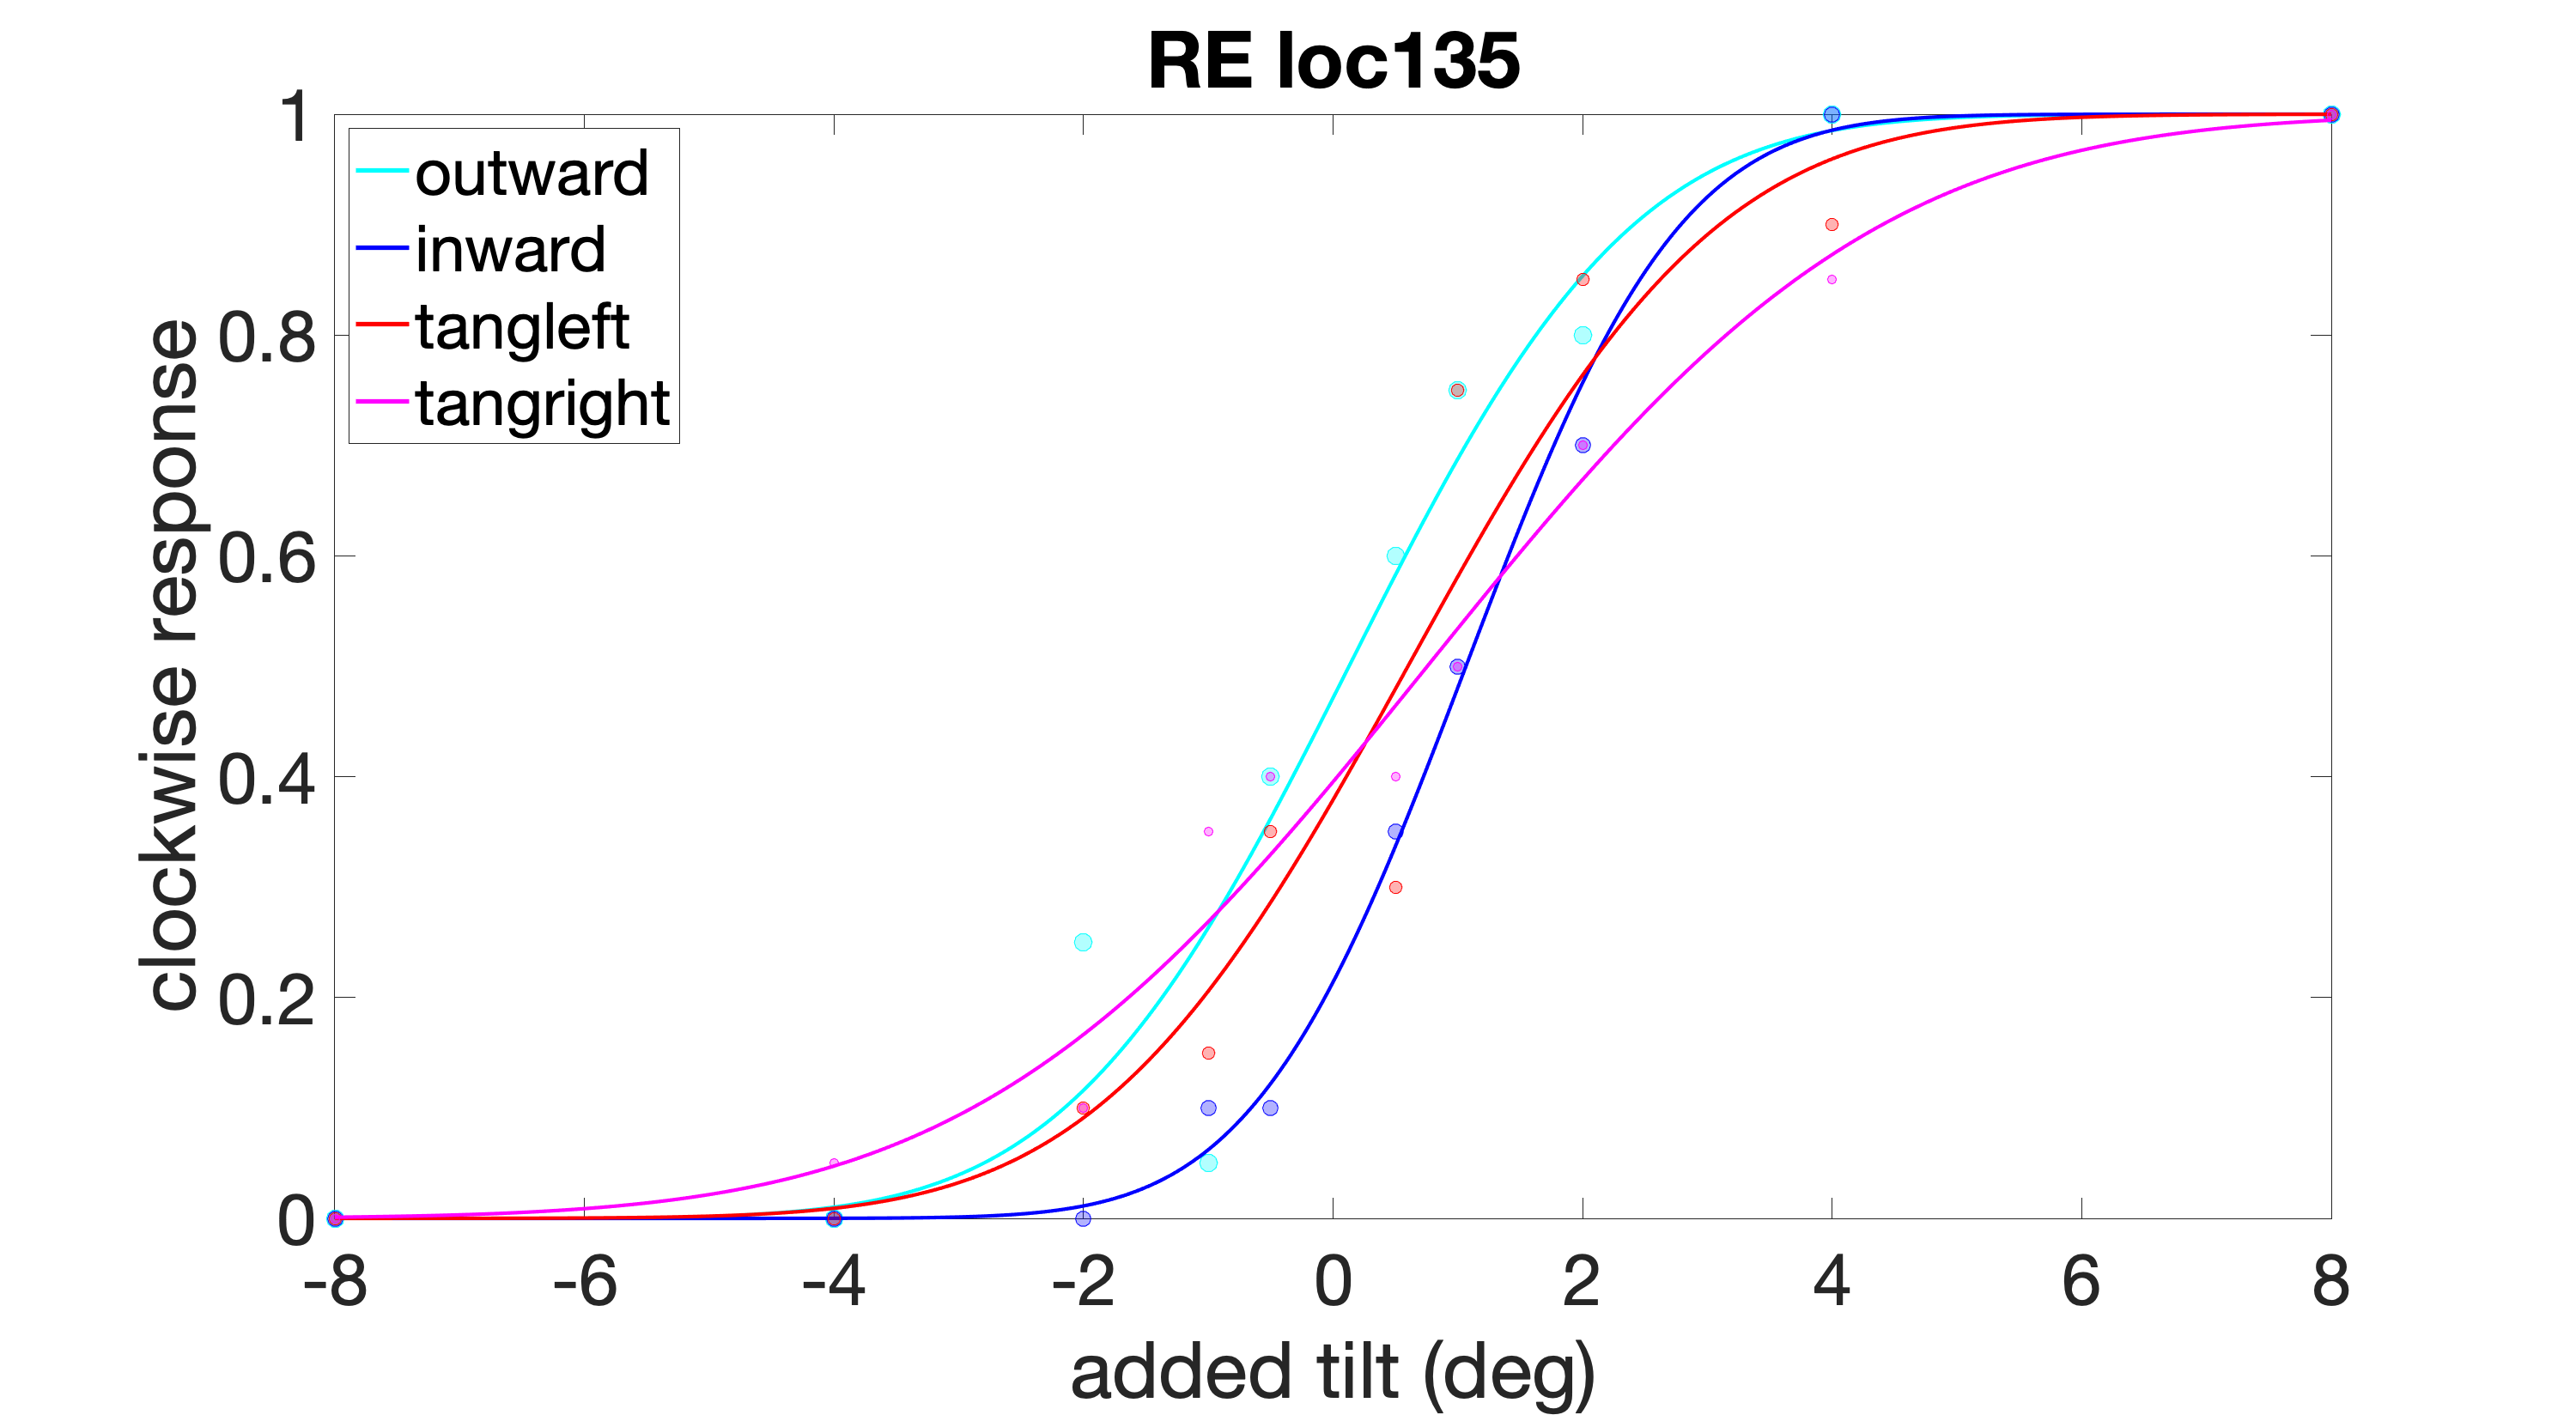 RE loc135
1
0.8
0.6
0.4
0.2
0
clockwise response
outward
inward
tangleft
tangright
-8 -6 -4 -2 0 2 4 6 8
added tilt (deg)